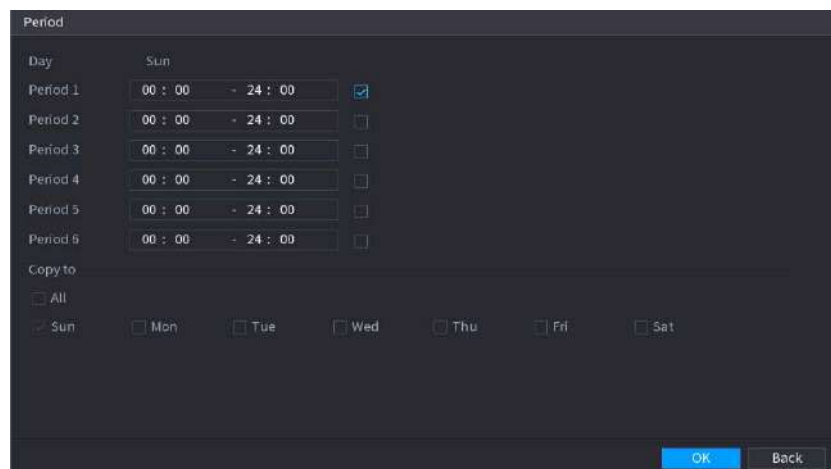 Period
Day Sun
Period 1 00 : 00 - 24 : 00
Period 2 00 : 00 - 24 : 00
Period 3 00 : 00 - 24 : 00
Period 4 00 : 00 - 24 : 00
Period 5 00 : 00 - 24 : 00
Period 6 00 : 00 - 24 : 00
Copy to
All
Sun Mon Tue Wed Thu Fri Sat
OK Back